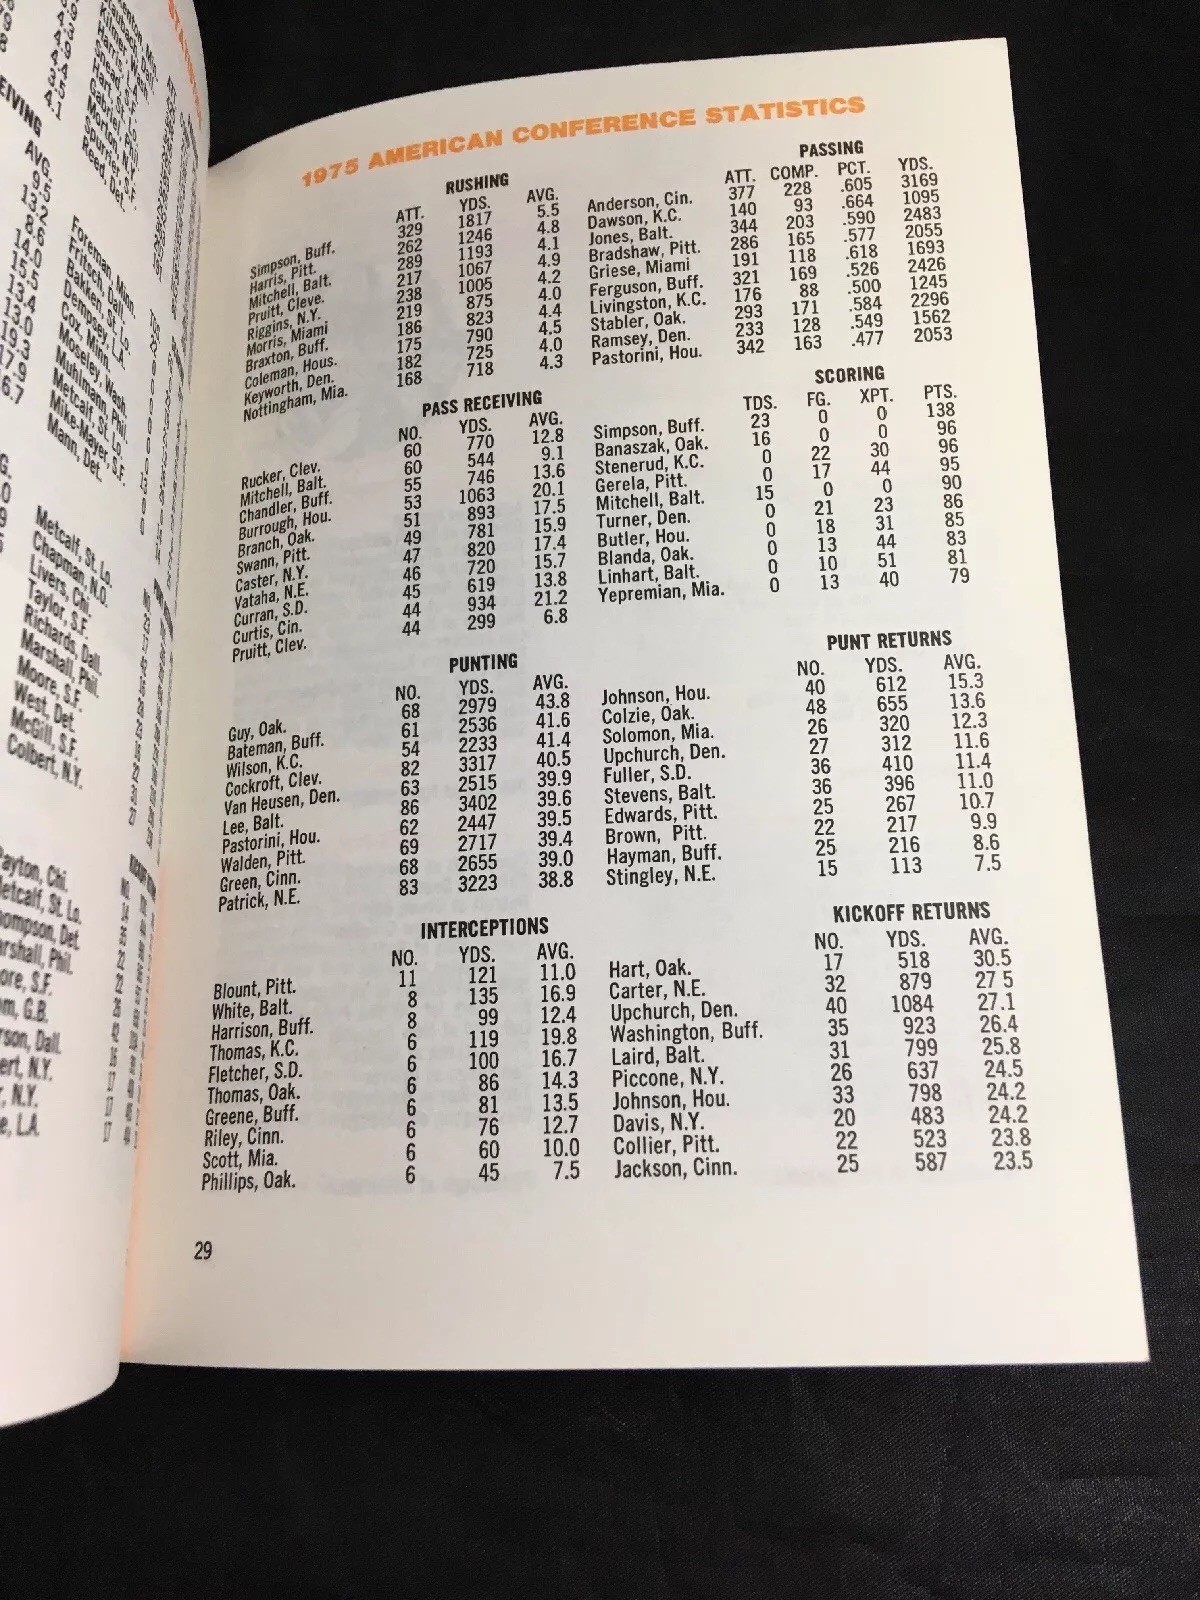 EIVING
AVG.
Foreman, Minn.
Fritsch, Dall.
Bakken, St. Lo.
Dempsey, L.A.
Cox, Minn.
Moseley, Wash.
Muhlmann, Phil.
Metcalf, St. Lo.
Mike-Mayer, S.F.
Mann, Det.
Metcalf, St. Lo.
Chapman, N.O.
Livers, Chi.
Taylor, S.F.
Richards, Dall.
Marshall, Phil.
Moore, S.F.
West, Det.
McGill, S.F.
Colbert, N.Y.
1975 AMERICAN CONFERENCE STATISTICS
RUSHING
ATT. YDS. AVG.
Simpson, Buff. 329 1817 5.5
Harris, Pitt. 262 1246 4.8
Mitchell, Balt. 289 1193 4.1
Pruitt, Cleve. 217 1067 4.9
Riggins, N.Y. 238 1005 4.2
Morris, Miami 219 875 4.0
Braxton, Buff. 186 823 4.4
Coleman, Hous. 175 790 4.5
Keyworth, Den. 182 725 4.0
Nottingham, Mia. 168 718 4.3
PASS RECEIVING
NO. YDS. AVG.
Rucker, Clev. 60 770 12.8
Mitchell, Balt. 60 544 9.1
Chandler, Buff. 55 746 13.6
Burrough, Hou. 53 1063 20.1
Branch, Oak. 51 893 17.5
Swann, Pitt. 49 781 15.9
Caster, N.Y. 47 820 17.4
Vataha, N.E. 46 720 15.7
Curran, S.D. 45 619 13.8
Curtis, Cin. 44 934 21.2
Pruitt, Clev. 44 299 6.8
PUNTING
NO. YDS. AVG.
Guy, Oak. 68 2979 43.8
Bateman, Buff. 61 2536 41.6
Wilson, K.C. 54 2233 41.4
Cockroft, Clev. 82 3317 40.5
Van Heusen, Den. 63 2515 39.9
Lee, Balt. 86 3402 39.6
Pastorini, Hou. 62 2447 39.5
Walden, Pitt. 69 2717 39.4
Green, Cinn. 68 2655 39.0
Patrick, N.E. 83 3223 38.8
INTERCEPTIONS
NO. YDS. AVG.
Blount, Pitt. 11 121 11.0
White, Balt. 8 135 16.9
Harrison, Buff. 8 99 12.4
Thomas, K.C. 6 119 19.8
Fletcher, S.D. 6 100 16.7
Thomas, Oak. 6 86 14.3
Greene, Buff. 6 81 13.5
Riley, Cinn. 6 76 12.7
Scott, Mia. 6 60 10.0
Phillips, Oak. 6 45 7.5
PASSING
ATT. COMP. PCT. YDS.
Anderson, Cin. 377 228 .605 3169
Dawson, K.C. 140 93 .664 1095
Jones, Balt. 344 203 .590 2483
Bradshaw, Pitt. 286 165 .577 2055
Griese, Miami 191 118 .618 1693
Ferguson, Buff. 321 169 .526 2426
Livingston, K.C. 176 88 .500 1245
Stabler, Oak. 293 171 .584 2296
Ramsey, Den. 233 128 .549 1562
Pastorini, Hou. 342 163 .477 2053
SCORING
TDS. FG. XPT. PTS.
Simpson, Buff. 23 0 0 138
Banaszak, Oak. 16 0 0 96
Stenerud, K.C. 0 22 30 96
Gerela, Pitt. 0 17 44 95
Mitchell, Balt. 15 0 0 90
Turner, Den. 0 21 23 86
Butler, Hou. 0 18 31 85
Blanda, Oak. 0 13 44 83
Linhart, Balt. 0 10 51 81
Yepremian, Mia. 0 13 40 79
PUNT RETURNS
NO. YDS. AVG.
Johnson, Hou. 40 612 15.3
Colzie, Oak. 48 655 13.6
Solomon, Mia. 26 320 12.3
Upchurch, Den. 27 312 11.6
Fuller, S.D. 36 410 11.4
Stevens, Balt. 36 396 11.0
Edwards, Pitt. 25 267 10.7
Brown, Pitt. 22 217 9.9
Hayman, Buff. 25 216 8.6
Stingley, N.E. 15 113 7.5
KICKOFF RETURNS
NO. YDS. AVG.
Hart, Oak. 17 518 30.5
Carter, N.E. 32 879 27 5
Upchurch, Den. 40 1084 27.1
Washington, Buff. 35 923 26.4
Laird, Balt. 31 799 25.8
Piccone, N.Y. 26 637 24.5
Johnson, Hou. 33 798 24.2
Davis, N.Y. 20 483 24.2
Collier, Pitt. 22 523 23.8
Jackson, Cinn. 25 587 23.5
29